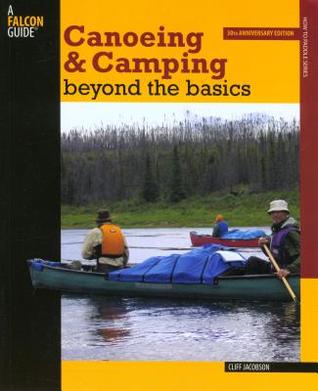 A
FALCON
GUIDE®
Canoeing
& Camping
beyond the basics
30TH ANNIVERSARY EDITION
HOW TO PADDLE SERIES
CLIFF JACOBSON